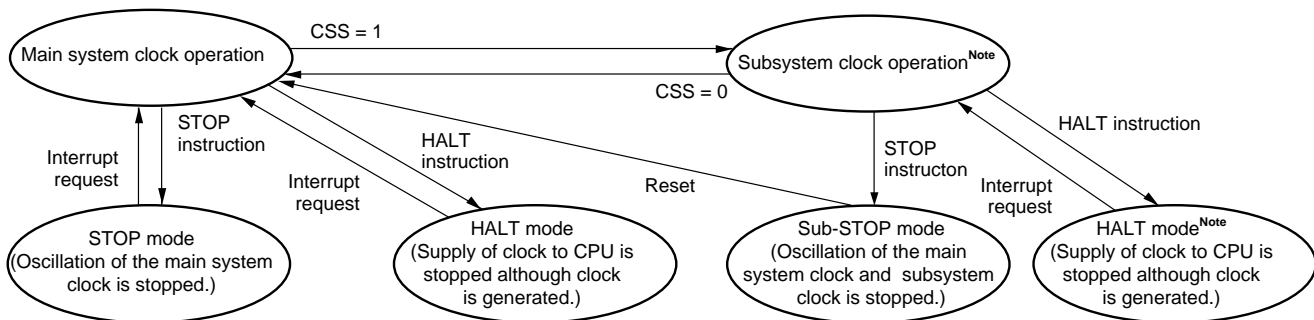 CSS = 1
Main system clock operation
Subsystem clock operationNote
CSS = 0
STOP
instruction
HALT
instruction
HALT instruction
Interrupt
request
Interrupt
request
Reset
STOP
instructon
Interrupt
request
STOP mode
(Oscillation of the main system
clock is stopped.)
HALT mode
(Supply of clock to CPU is
stopped although clock
is generated.)
Sub-STOP mode
(Oscillation of the main
system clock and subsystem
clock is stopped.)
HALT modeNote
(Supply of clock to CPU is
stopped although clock
is generated.)